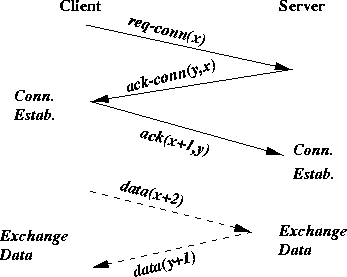 Client
Server
req-conn(x)
ack-conn(y,x)
Conn.
Estab.
ack(x+1,y)
Conn.
Estab.
data(x+2)
Exchange
Data
Exchange
Data
data(y+1)